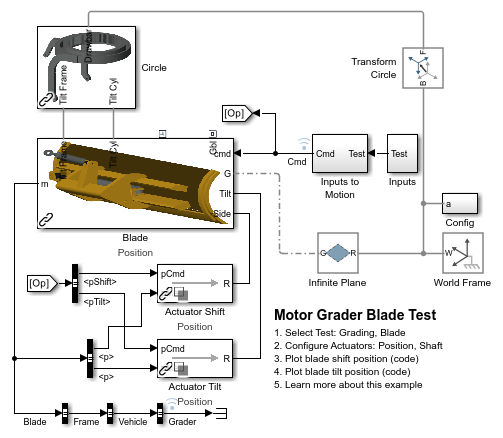 Drawbar
F
Transform
Circle
B
Circle
Tilt Frame
Tilt Cyl
[Op]
Cmd
Cmd
Test
Test
Inputs to
Motion
Inputs
Tilt Cyl
Gbl
cmd
G
Tilt
Side
m
Blade
Position
a
Config
G
R
W
Infinite Plane
World Frame
[Op]
<pShift>
<pTilt>
pCmd
R
Actuator Shift
Position
<p>
<p>
pCmd
R
Actuator Tilt
Position
Blade
Frame
Vehicle
Grader
Motor Grader Blade Test
1. Select Test: Grading, Blade
2. Configure Actuators: Position, Shaft
3. Plot blade shift position (code)
4. Plot blade tilt position (code)
5. Learn more about this example